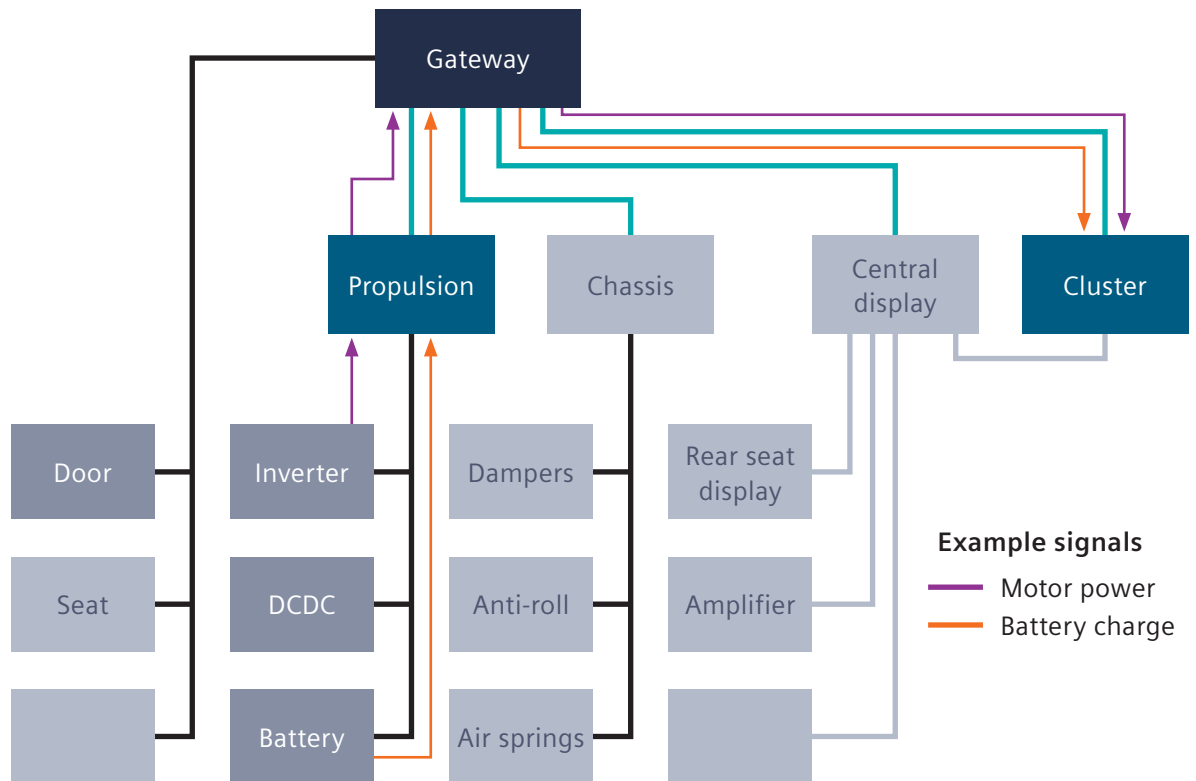 Gateway
Propulsion
Chassis
Central
display
Cluster
Door
Inverter
Dampers
Rear seat
display
Seat
DCDC
Anti-roll
Amplifier
Battery
Air springs
Example signals
Motor power
Battery charge